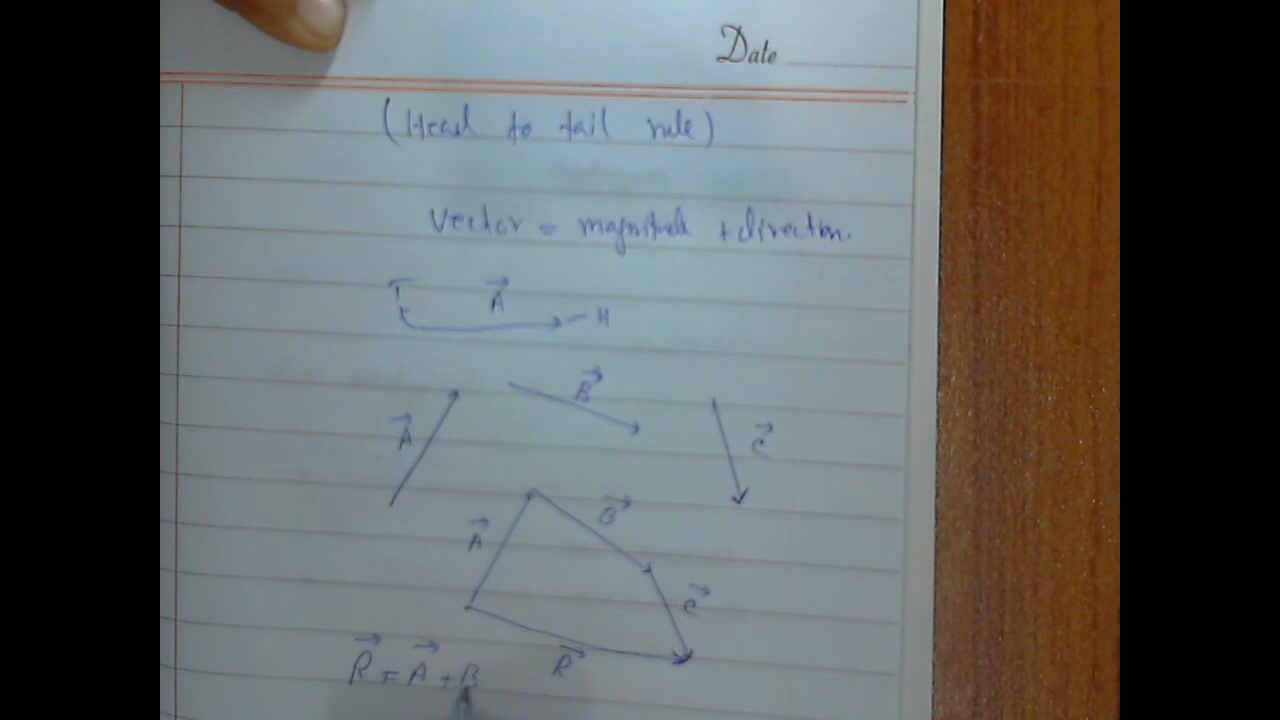 Date
(Head to tail rule)
Vector = magnitude + direction.
T A⃗ - H
A⃗ B⃗ C⃗
A⃗ B⃗
C⃗
R⃗ = A⃗ + B R⃗